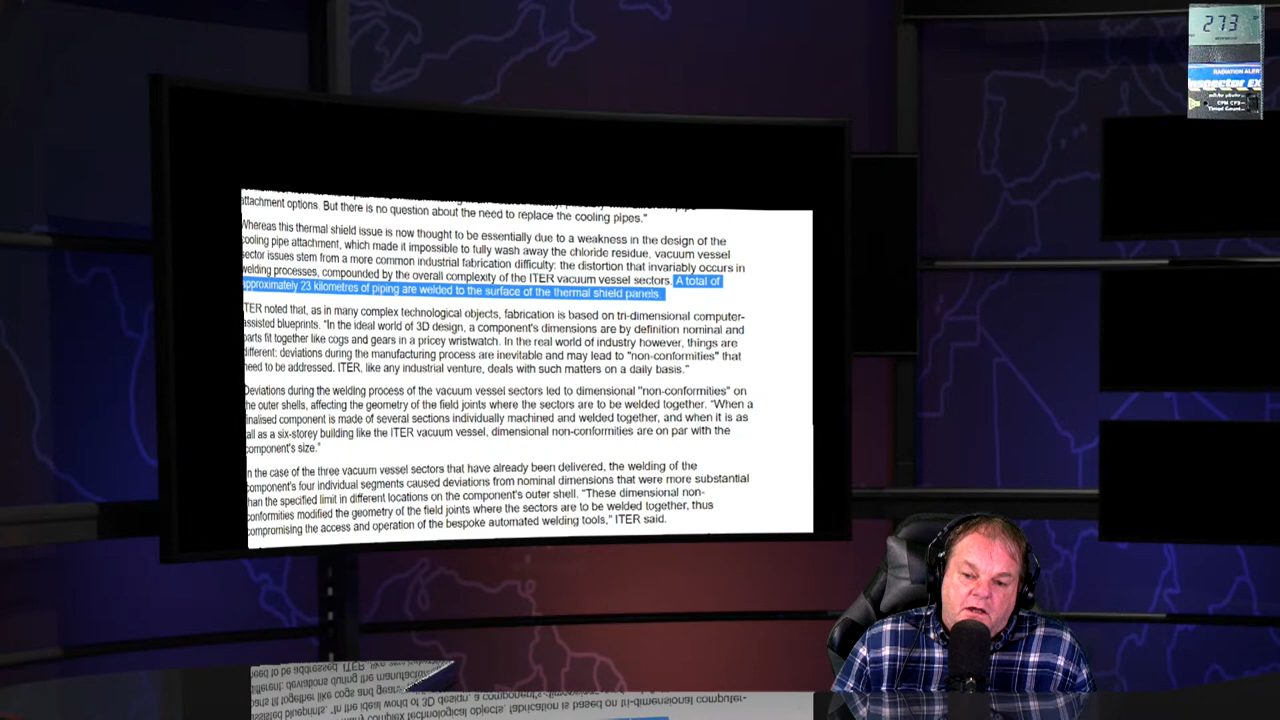 273
RADIATION ALERT
Inspector EX
CPM CPS
Timed Count
attachment options. But there is no question about the need to replace the cooling pipes."
Whereas this thermal shield issue is now thought to be essentially due to a weakness in the design of the
cooling pipe attachment, which made it impossible to fully wash away the chloride residue, vacuum vessel
sector issues stem from a more common industrial fabrication difficulty: the distortion that invariably occurs in
welding processes, compounded by the overall complexity of the ITER vacuum vessel sectors. A total of
approximately 23 kilometres of piping are welded to the surface of the thermal shield panels.
ITER noted that, as in many complex technological objects, fabrication is based on tri-dimensional computer-
assisted blueprints. "In the ideal world of 3D design, a component's dimensions are by definition nominal and
parts fit together like cogs and gears in a pricey wristwatch. In the real world of industry however, things are
different: deviations during the manufacturing process are inevitable and may lead to "non-conformities" that
need to be addressed. ITER, like any industrial venture, deals with such matters on a daily basis."
Deviations during the welding process of the vacuum vessel sectors led to dimensional "non-conformities" on
the outer shells, affecting the geometry of the field joints where the sectors are to be welded together. "When a
finalised component is made of several sections individually machined and welded together, and when it is as
tall as a six-storey building like the ITER vacuum vessel, dimensional non-conformities are on par with the
component's size."
In the case of the three vacuum vessel sectors that have already been delivered, the welding of the
component's four individual segments caused deviations from nominal dimensions that were more substantial
than the specified limit in different locations on the component's outer shell. "These dimensional non-
conformities modified the geometry of the field joints where the sectors are to be welded together, thus
compromising the access and operation of the bespoke automated welding tools," ITER said.